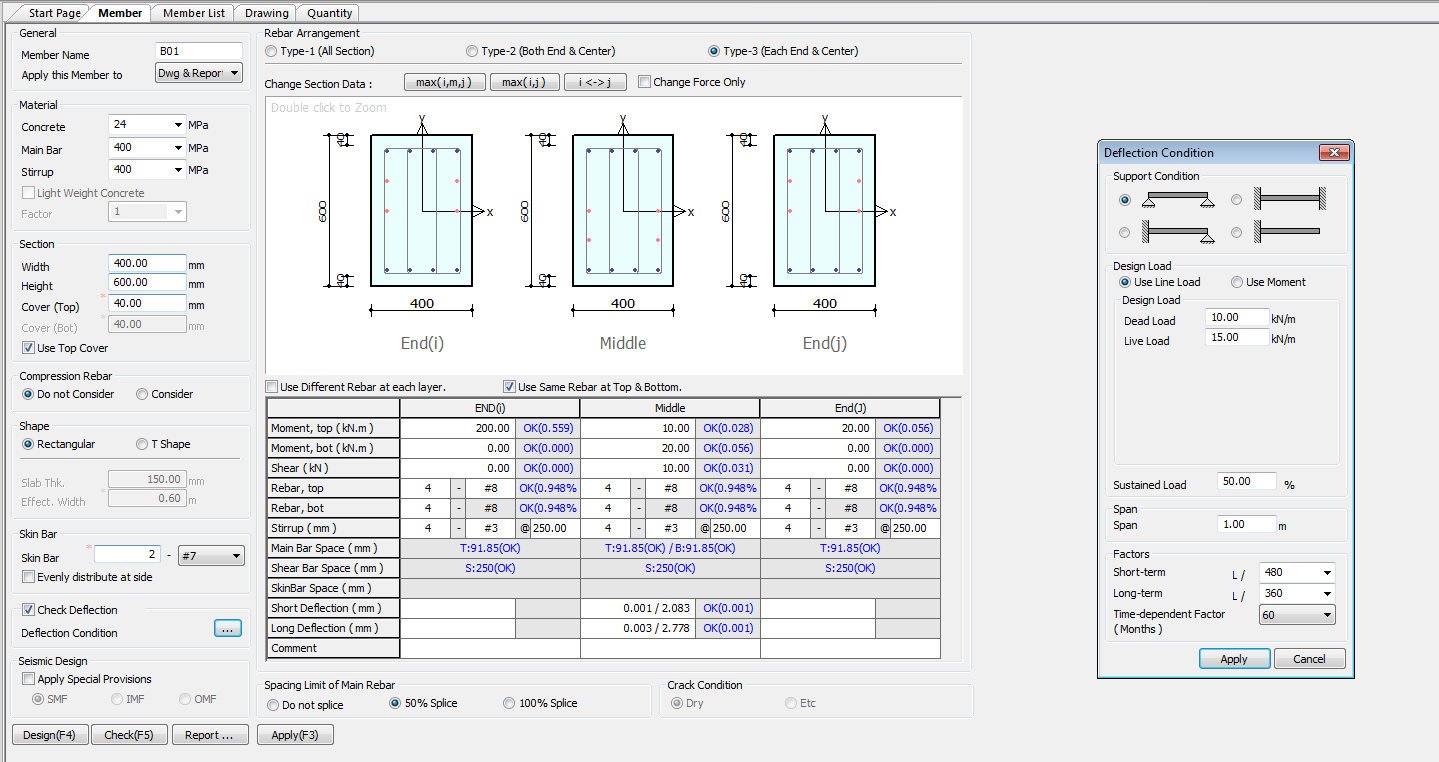 Start Page Member Member List Drawing Quantity
General
Member Name B01
Apply this Member to Dwg & Report
Material
Concrete 24 MPa
Main Bar 400 MPa
Stirrup 400 MPa
Light Weight Concrete
Factor 1
Section
Width 400.00 mm
Height 600.00 mm
Cover (Top) * 40.00 mm
Cover (Bot) * 40.00 mm
Use Top Cover
Compression Rebar
Do not Consider Consider
Shape
Rectangular T Shape
Slab Thk. 150.00 mm
Effect. Width * 0.60 m
Skin Bar
Skin Bar * 2 - #7
Evenly distribute at side
Check Deflection
Deflection Condition ...
Seismic Design
Apply Special Provisions
SMF IMF OMF
Design(F4) Check(F5) Report ... Apply(F3)
Rebar Arrangement
Type-1 (All Section) Type-2 (Both End & Center) Type-3 (Each End & Center)
Change Section Data : max(i,m,j) max(i,j) i <-> j Change Force Only
Double click to Zoom
y y y
40 40 40
600 x 600 x 600 x
40 40 40
400 400 400
End(i) Middle End(j)
Use Different Rebar at each layer. Use Same Rebar at Top & Bottom.
END(i) Middle End(J)
Moment, top ( kN.m ) 200.00 OK(0.559) 10.00 OK(0.028) 20.00 OK(0.056)
Moment, bot ( kN.m ) 0.00 OK(0.000) 20.00 OK(0.056) 0.00 OK(0.000)
Shear ( kN ) 0.00 OK(0.000) 10.00 OK(0.031) 0.00 OK(0.000)
Rebar, top 4 - #8 OK(0.948% 4 - #8 OK(0.948% 4 - #8 OK(0.948%
Rebar, bot 4 - #8 OK(0.948% 4 - #8 OK(0.948% 4 - #8 OK(0.948%
Stirrup ( mm ) 4 - #3 @ 250.00 4 - #3 @ 250.00 4 - #3 @ 250.00
Main Bar Space ( mm ) T:91.85(OK) T:91.85(OK) / B:91.85(OK) T:91.85(OK)
Shear Bar Space ( mm ) S:250(OK) S:250(OK) S:250(OK)
SkinBar Space ( mm )
Short Deflection ( mm ) 0.001 / 2.083 OK(0.001)
Long Deflection ( mm ) 0.003 / 2.778 OK(0.001)
Comment
Spacing Limit of Main Rebar
Do not splice 50% Splice 100% Splice
Crack Condition
Dry Etc
Deflection Condition
Support Condition
Design Load
Use Line Load Use Moment
Design Load
Dead Load 10.00 kN/m
Live Load 15.00 kN/m
Sustained Load 50.00 %
Span
Span 1.00 m
Factors
Short-term L / 480
Long-term L / 360
Time-dependent Factor 60
( Months )
Apply Cancel